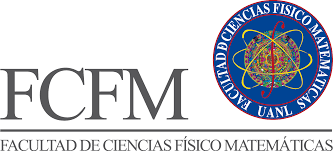 FCFM
FACULTAD DE CIENCIAS FÍSICO MATEMÁTICAS
FACULTAD DE CIENCIAS FÍSICO MATEMÁTICAS
UANL